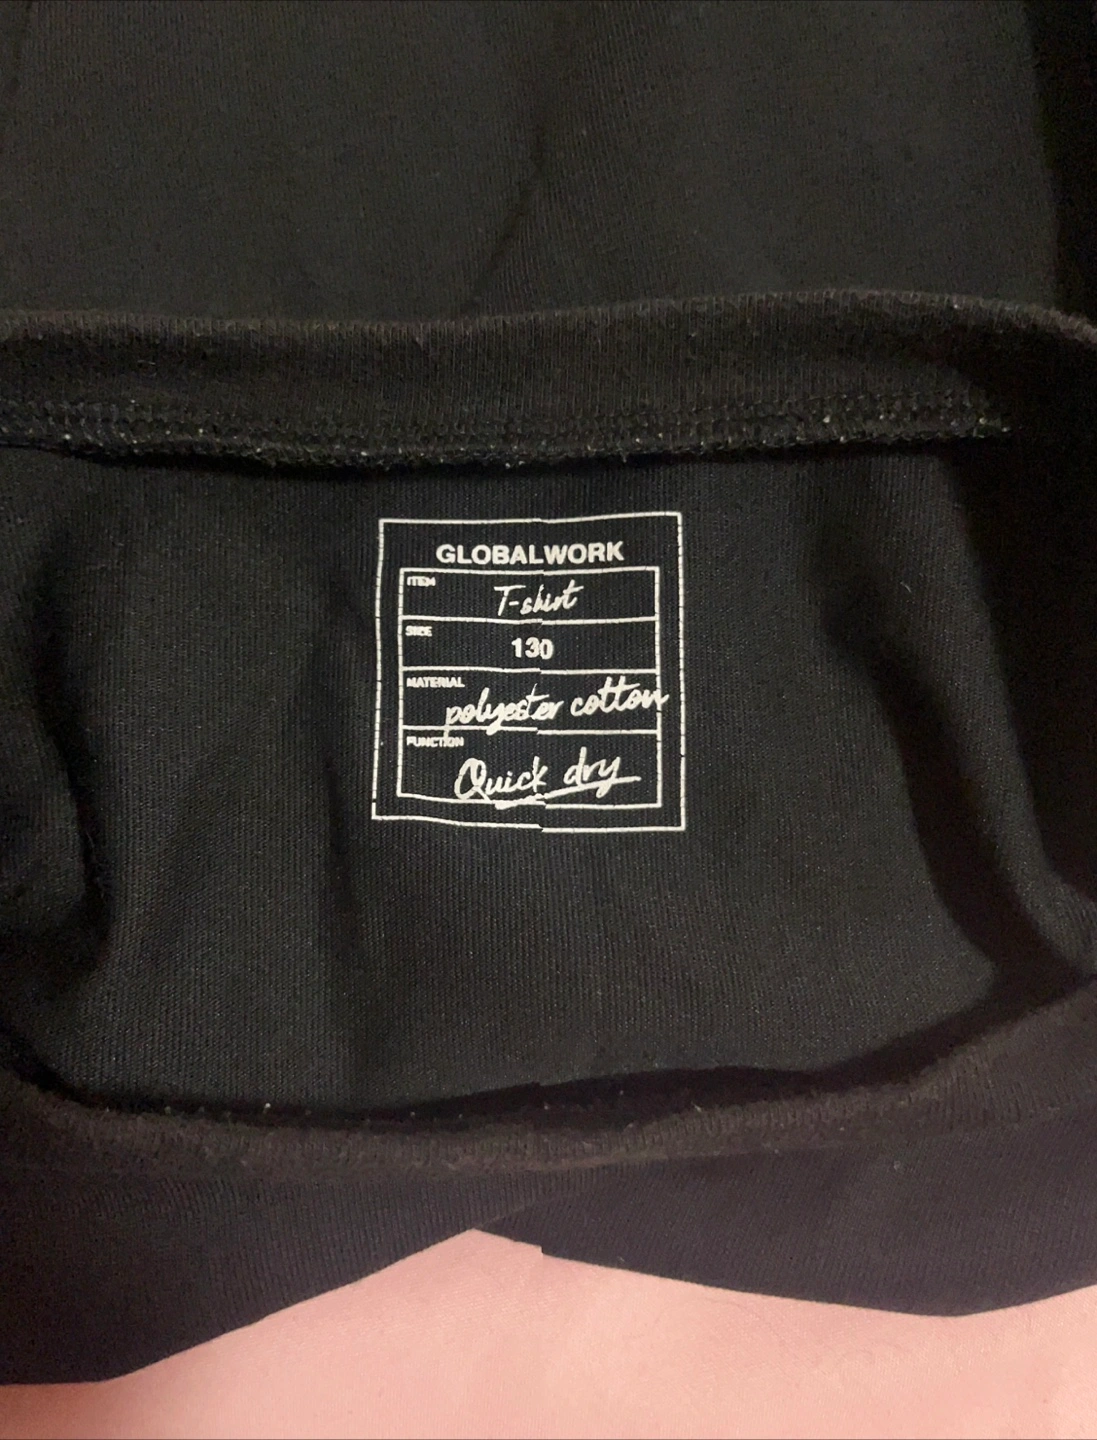 GLOBALWORK
ITEM
T-shirt
SIZE
130
MATERIAL
polyester cotton
FUNCTION
Quick dry